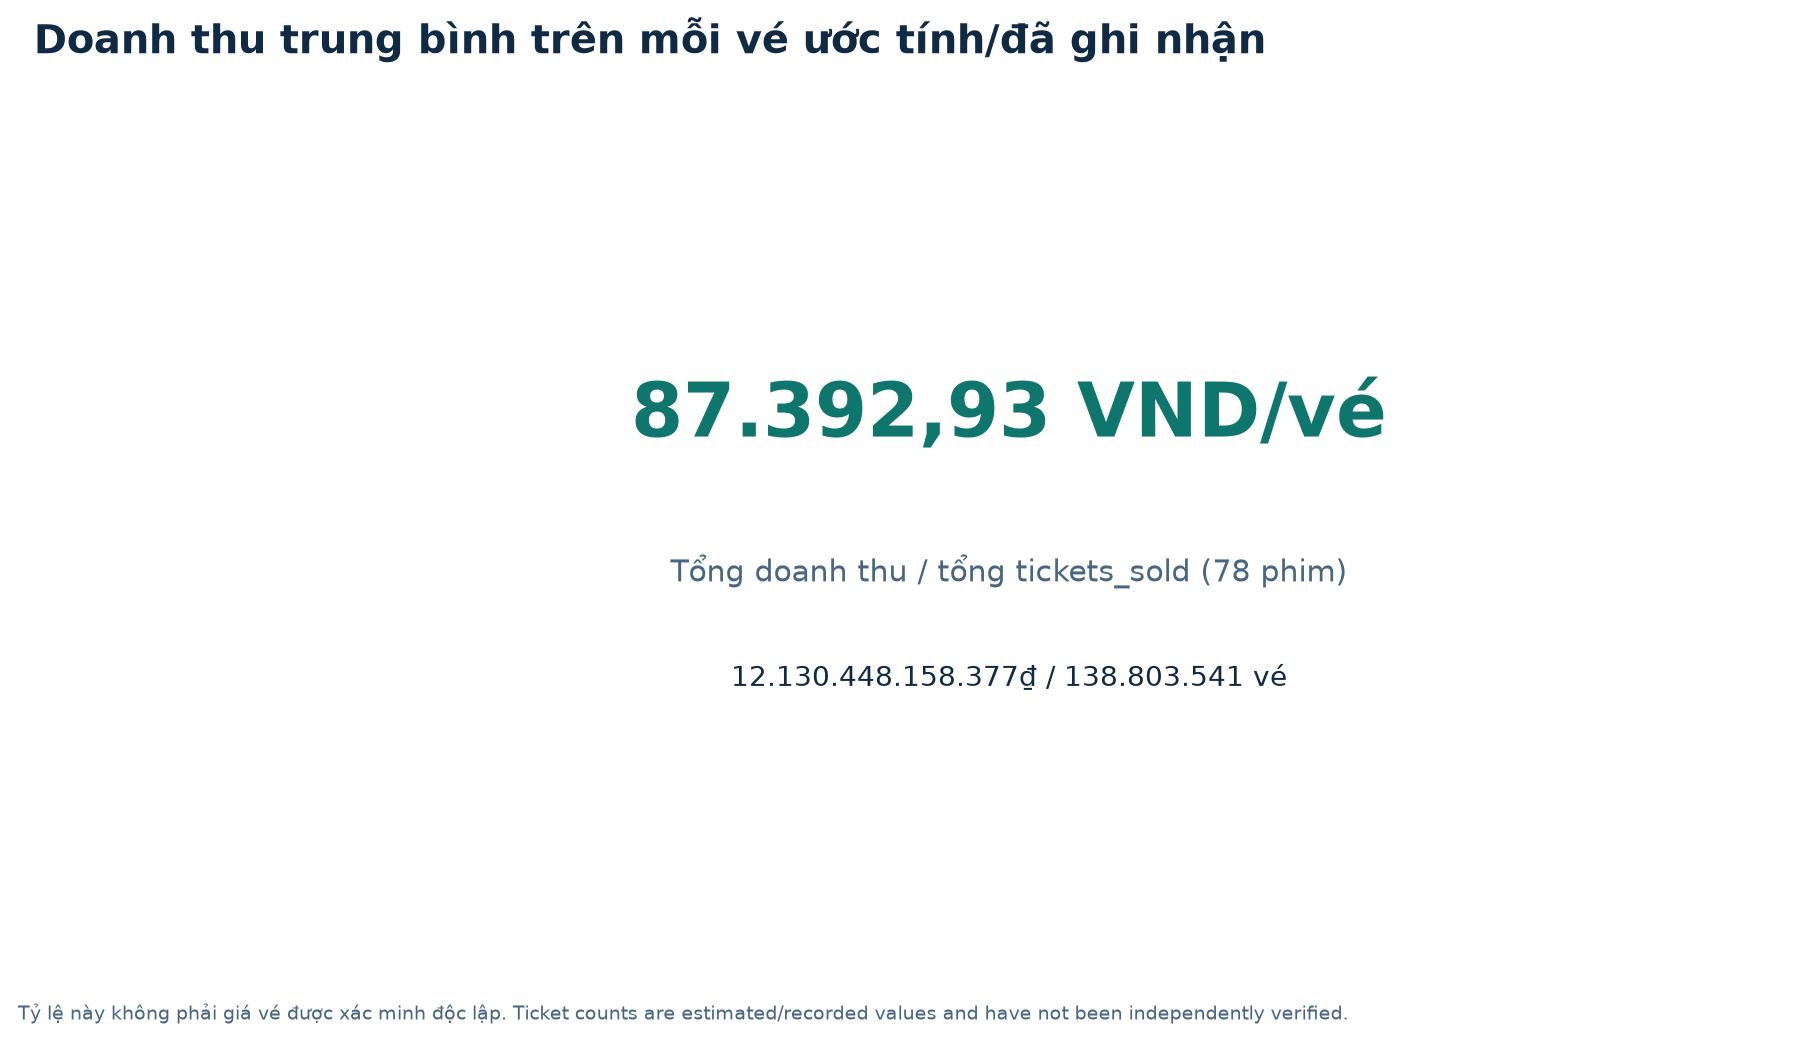 Doanh thu trung bình trên mỗi vé ước tính/đã ghi nhận
87.392,93 VND/vé
Tổng doanh thu / tổng tickets_sold (78 phim)
12.130.448.158.377₫ / 138.803.541 vé
Tỷ lệ này không phải giá vé được xác minh độc lập. Ticket counts are estimated/recorded values and have not been independently verified.